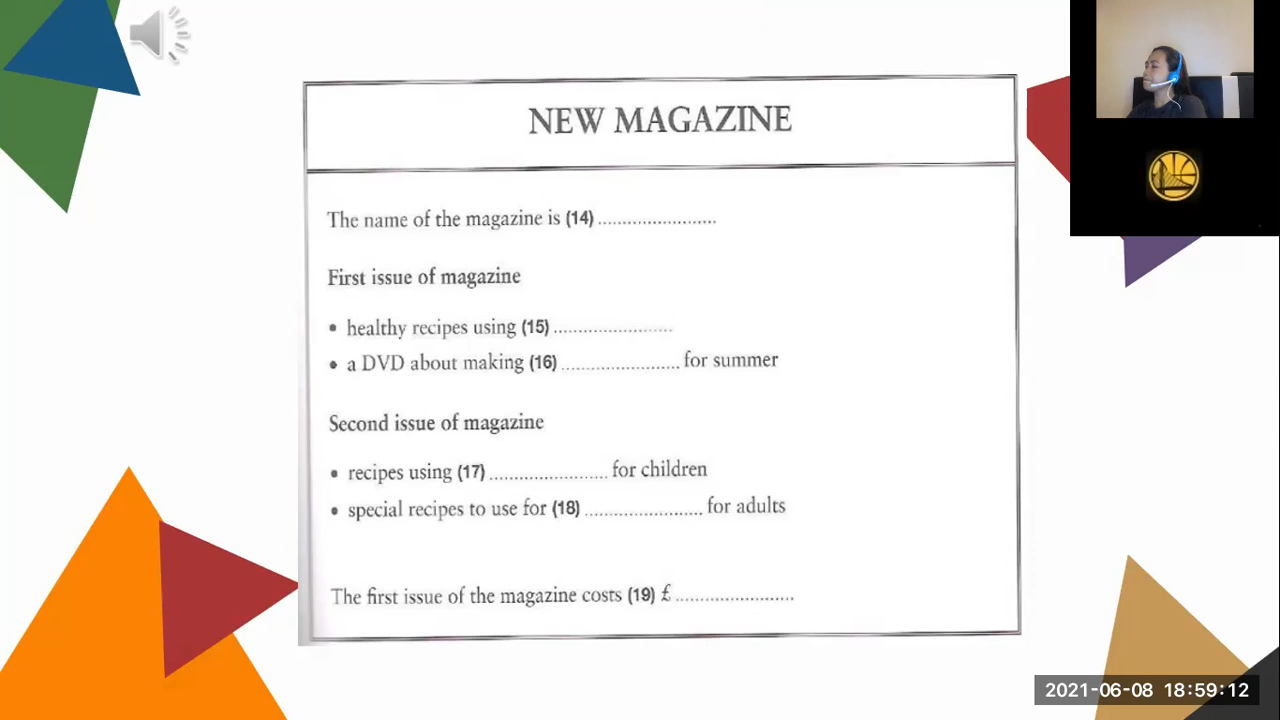 NEW MAGAZINE
The name of the magazine is (14) ........................
First issue of magazine
• healthy recipes using (15) ........................
• a DVD about making (16) ........................ for summer
Second issue of magazine
• recipes using (17) ........................ for children
• special recipes to use for (18) ........................ for adults
The first issue of the magazine costs (19) £ ........................
2021-06-08 18:59:12